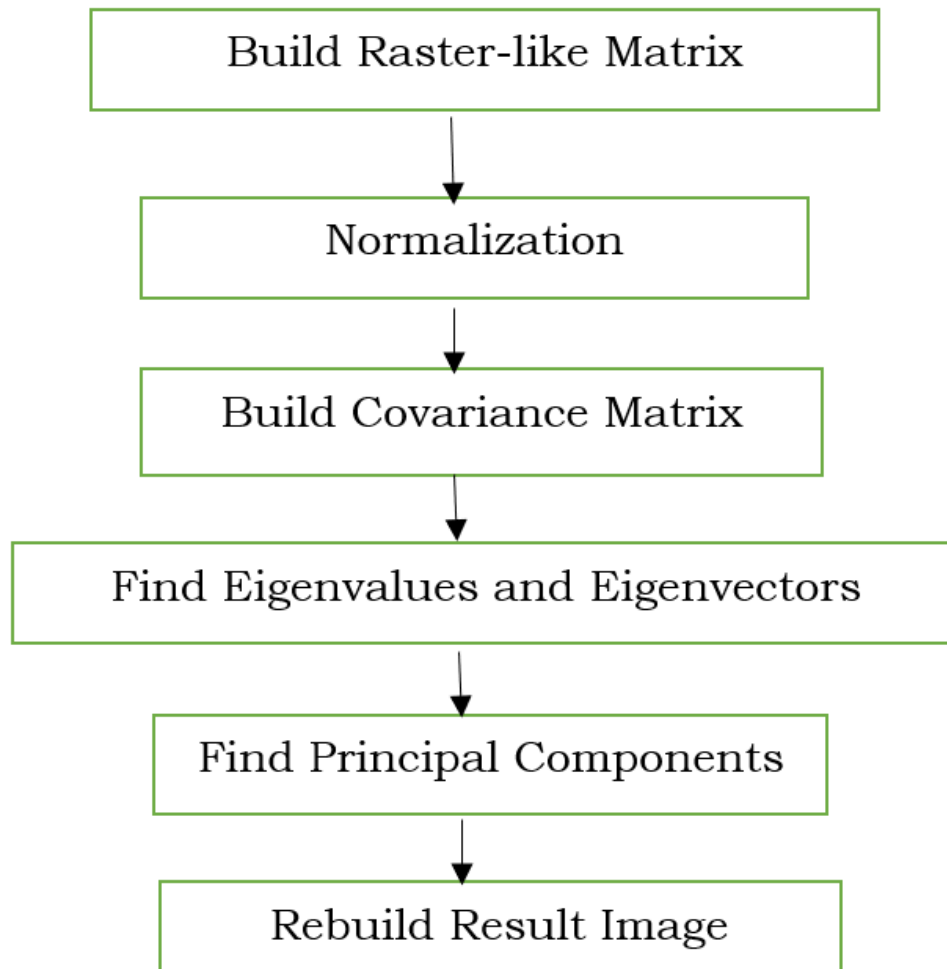 Build Raster-like Matrix
Normalization
Build Covariance Matrix
Find Eigenvalues and Eigenvectors
Find Principal Components
Rebuild Result Image